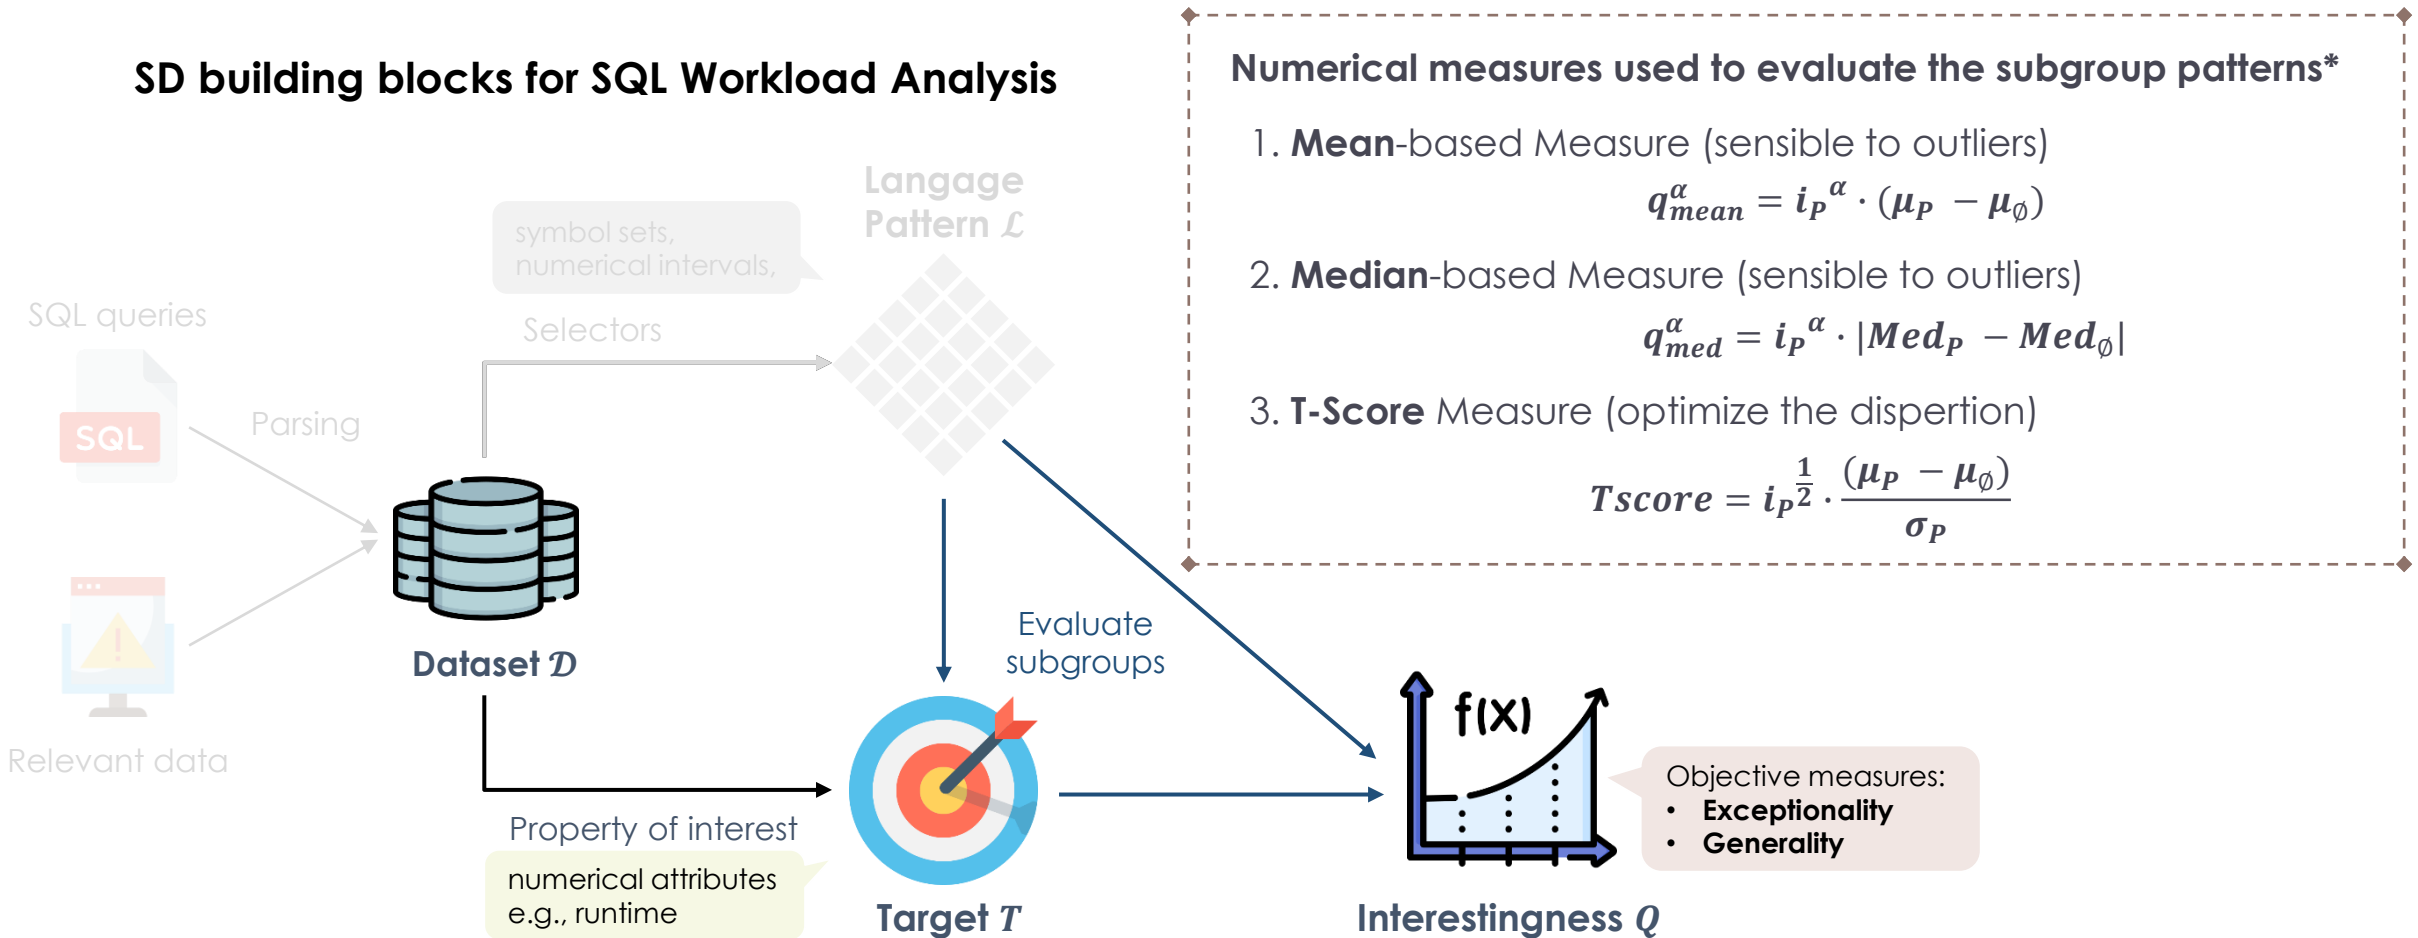 SD building blocks for SQL Workload Analysis
Numerical measures used to evaluate the subgroup patterns*
1. Mean-based Measure (sensible to outliers)
q^α_mean = i_P^α · (μ_P − μ_∅)
2. Median-based Measure (sensible to outliers)
q^α_med = i_P^α · |Med_P − Med_∅|
3. T-Score Measure (optimize the dispertion)
Tscore = i_P^(1/2) · (μ_P − μ_∅) / σ_P
Langage
Pattern ℒ
symbol sets,
numerical intervals,
Selectors
SQL queries
SQL
Parsing
Relevant data
Dataset 𝒟
Evaluate
subgroups
Property of interest
numerical attributes
e.g., runtime
Target T
f(x)
Interestingness Q
Objective measures:
• Exceptionality
• Generality